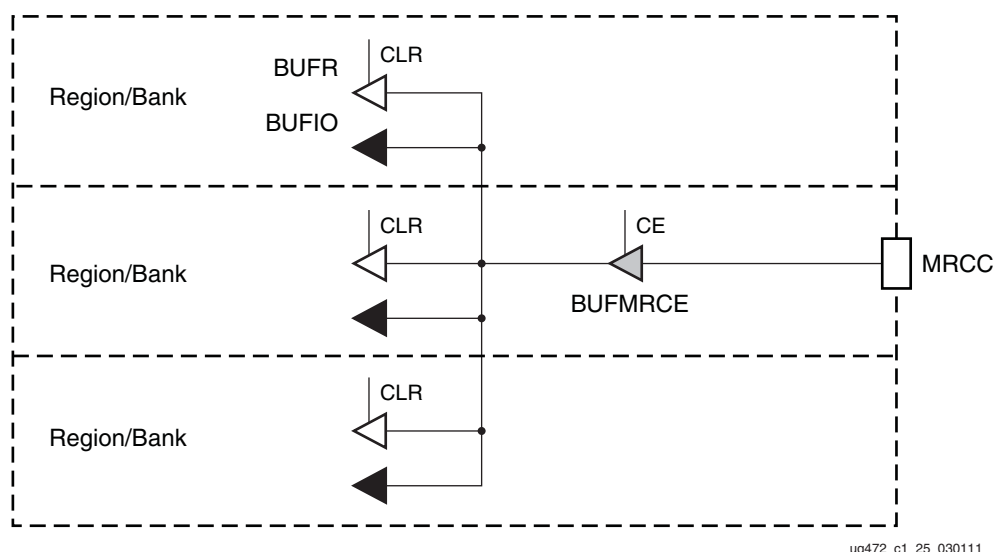 BUFR
CLR
Region/Bank
BUFIO
CLR
CE
Region/Bank
MRCC
BUFMRCE
CLR
Region/Bank
ug472_c1_25_030111